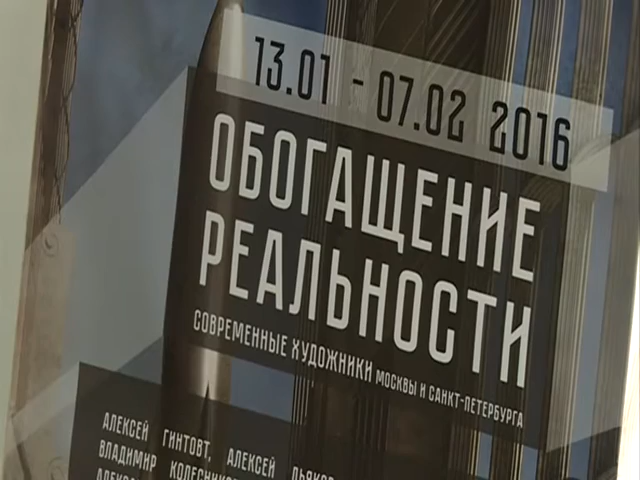 13.01 - 07.02 2016
ОБОГАЩЕНИЕ
РЕАЛЬНОСТИ
СОВРЕМЕННЫЕ ХУДОЖНИКИ МОСКВЫ И САНКТ-ПЕТЕРБУРГА
АЛЕКСЕЙ ГИНТОВТ, АЛЕКСЕЙ
ВЛАДИМИР